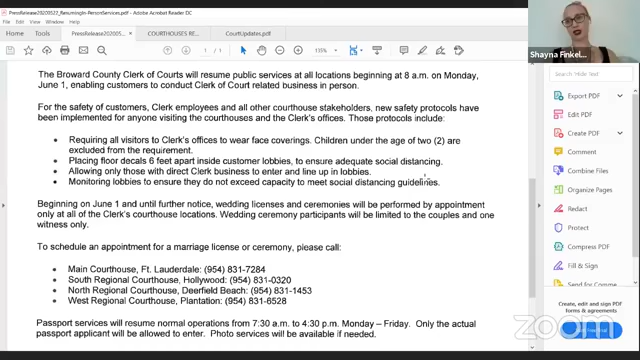 PressRelease20200522_ResumingIn-PersonServices.pdf - Adobe Acrobat Reader DC
File Edit View Window Help
Home Tools
PressRelease2020052...
COURTHOUSES RE...
CourtUpdates.pdf
1 / 1
135%
Shayna Finkel...
The Broward County Clerk of Courts will resume public services at all locations beginning at 8 a.m. on Monday,
June 1, enabling customers to conduct Clerk of Court related business in person.
For the safety of customers, Clerk employees and all other courthouse stakeholders, new safety protocols have
been implemented for anyone visiting the courthouses and the Clerk's offices. Those protocols include:
• Requiring all visitors to Clerk's offices to wear face coverings. Children under the age of two (2) are
excluded from the requirement.
• Placing floor decals 6 feet apart inside customer lobbies, to ensure adequate social distancing.
• Allowing only those with direct Clerk business to enter and line up in lobbies.
• Monitoring lobbies to ensure they do not exceed capacity to meet social distancing guidelines.
Beginning on June 1 and until further notice, wedding licenses and ceremonies will be performed by appointment
only at all of the Clerk's courthouse locations. Wedding ceremony participants will be limited to the couples and one
witness only.
To schedule an appointment for a marriage license or ceremony, please call:
• Main Courthouse, Ft. Lauderdale: (954) 831-7284
• South Regional Courthouse, Hollywood: (954) 831-0320
• North Regional Courthouse, Deerfield Beach: (954) 831-1453
• West Regional Courthouse, Plantation: (954) 831-6528
Passport services will resume normal operations from 7:30 a.m. to 4:30 p.m. Monday – Friday. Only the actual
passport applicant will be allowed to enter. Photo services will be available if needed.
Export PDF
Edit PDF
Create PDF
Comment
Combine Files
Organize Pages
Redact
Protect
Compress PDF
Fill & Sign
Send for Comme
Create, edit and sign PDF
forms & agreements
zoom